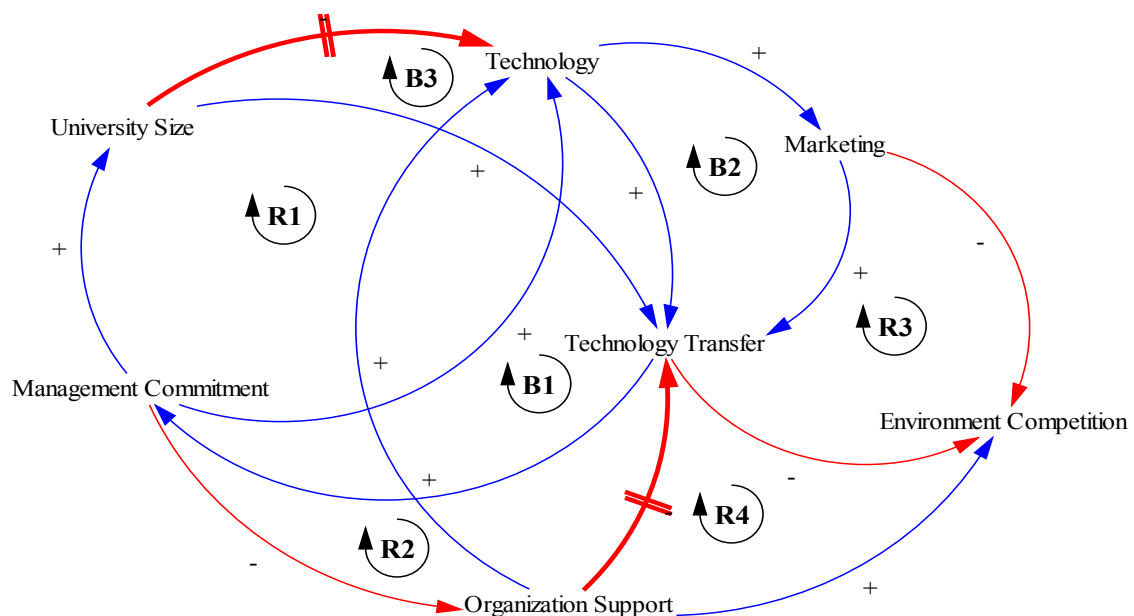 -
Technology
+
B3
University Size
Marketing
+
B2
+
R1
+
-
+
R3
+
Technology Transfer
+
B1
Management Commitment
Environment Competition
+
-
R4
-
R2
-
+
Organization Support